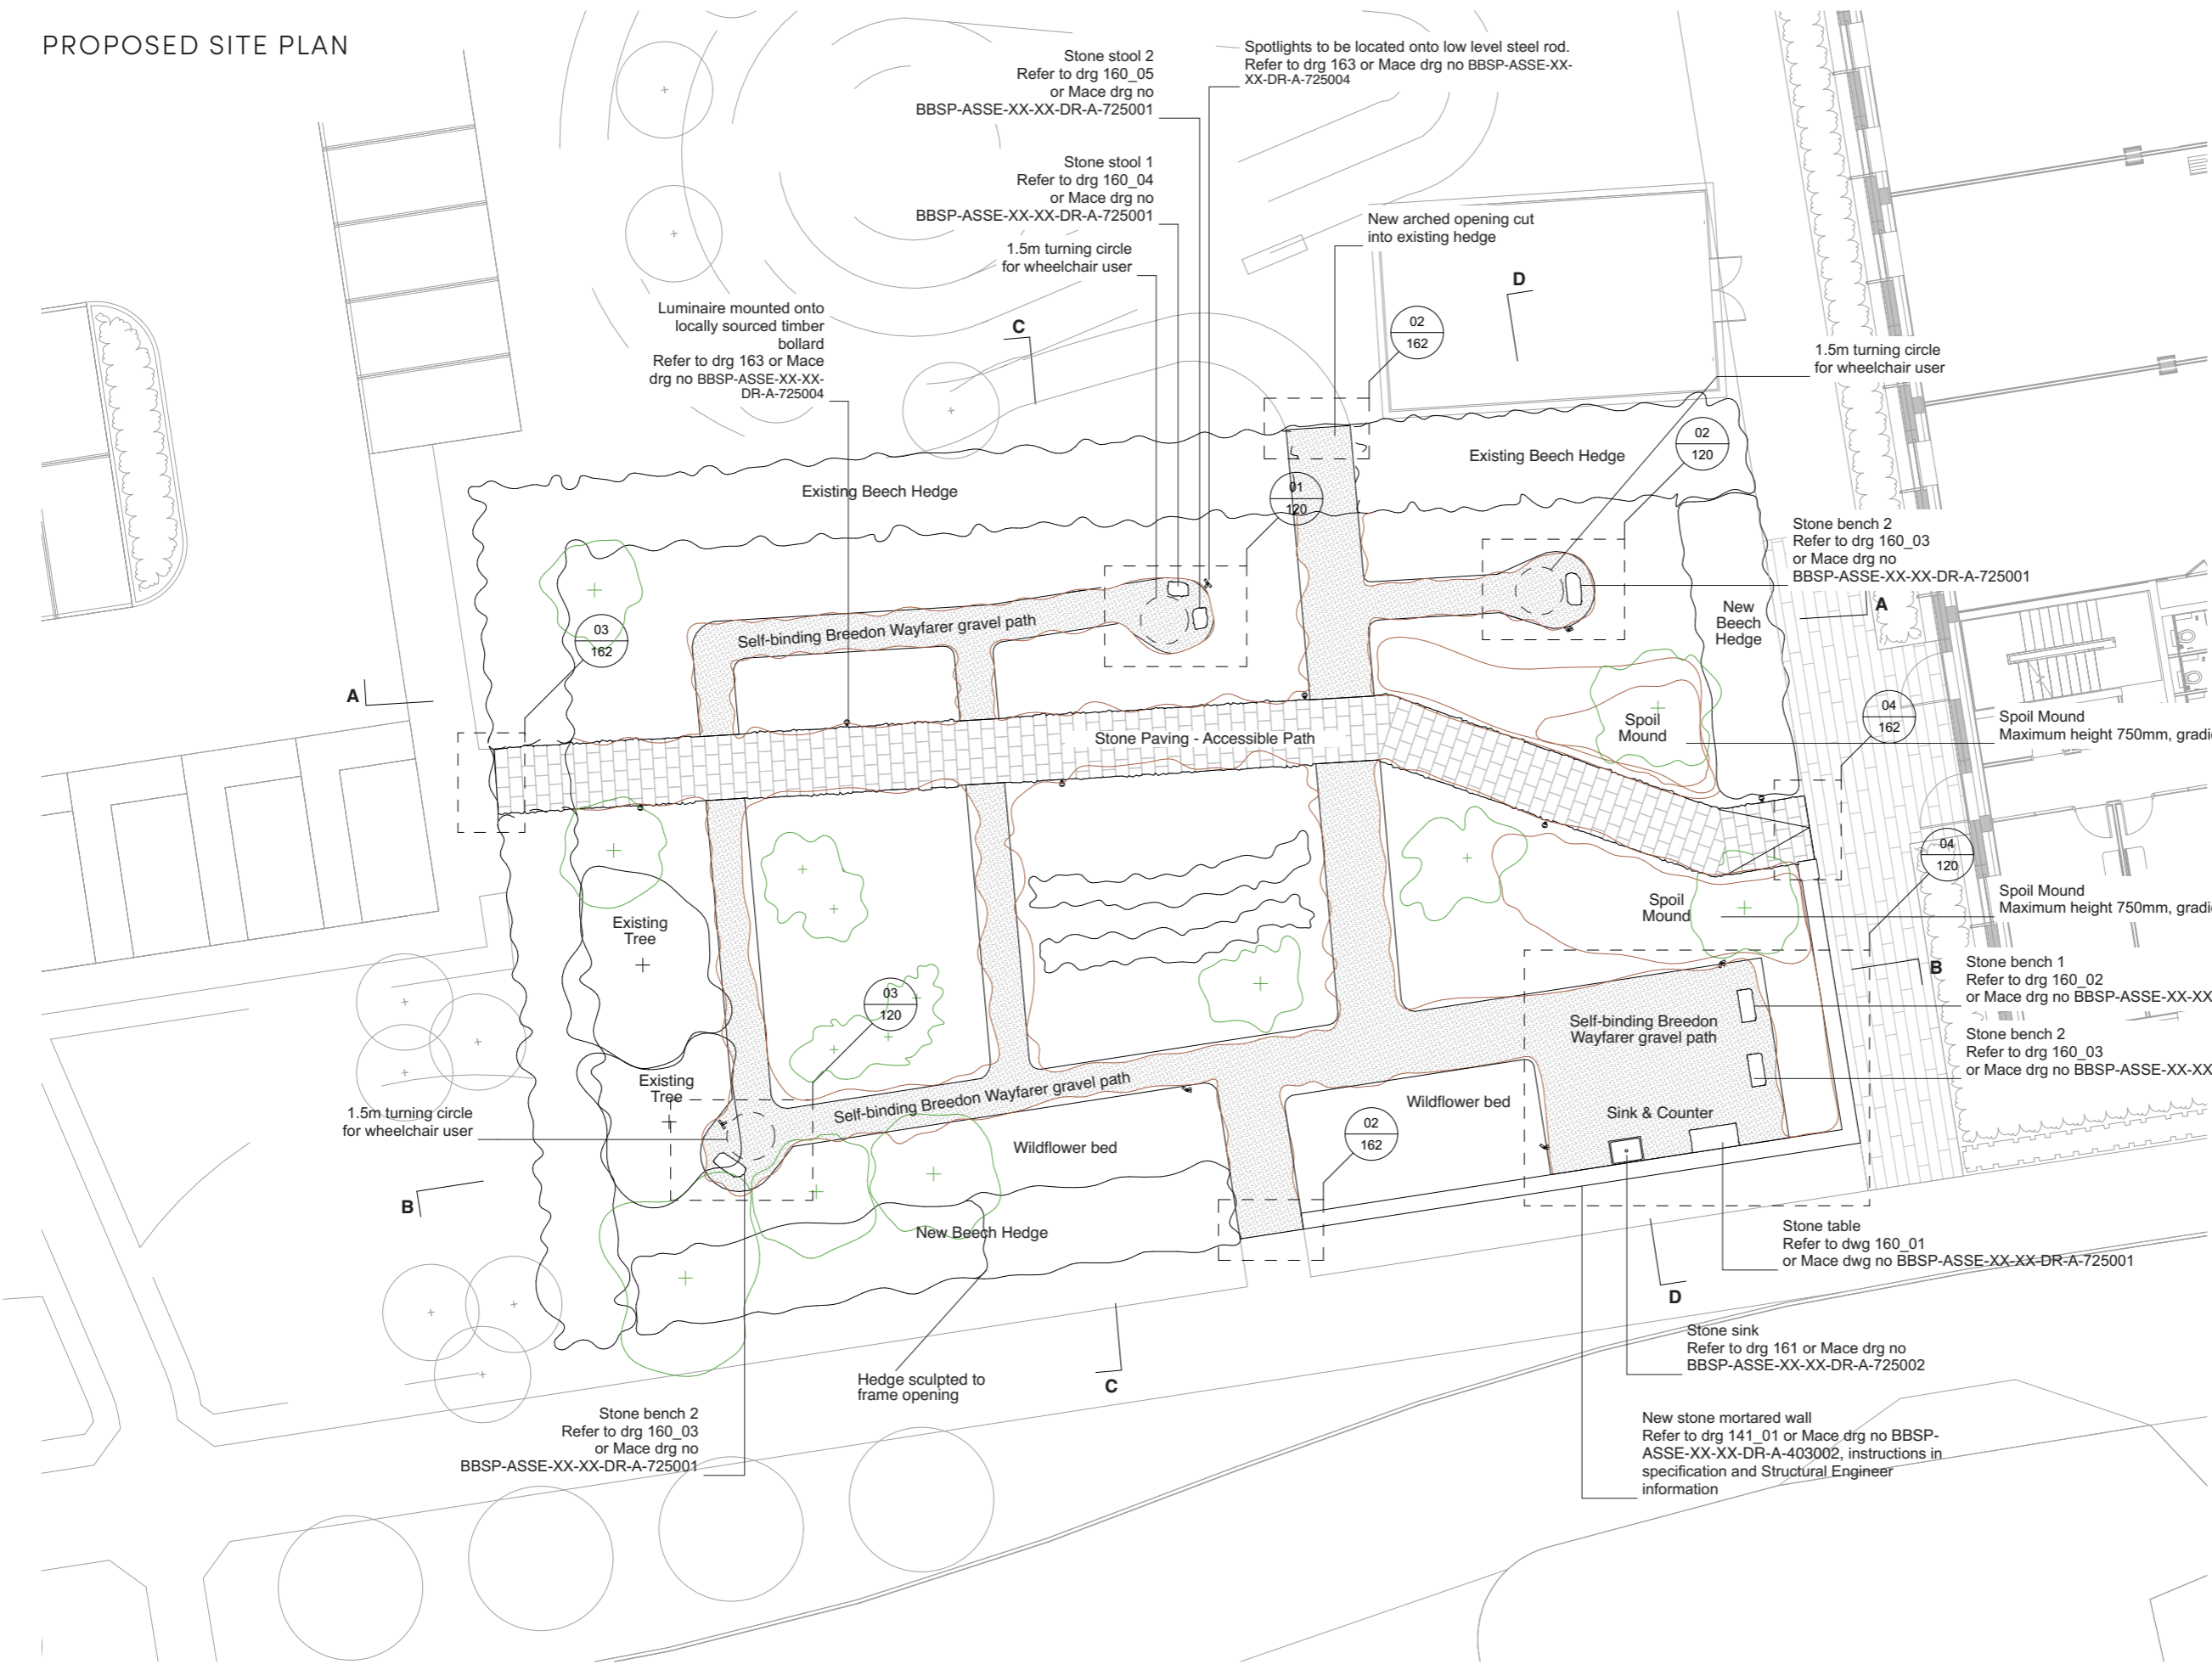 PROPOSED SITE PLAN
Stone stool 2
Refer to drg 160_05
or Mace drg no
BBSP-ASSE-XX-XX-DR-A-725001
Spotlights to be located onto low level steel rod.
Refer to drg 163 or Mace drg no BBSP-ASSE-XX-
XX-DR-A-725004
Stone stool 1
Refer to drg 160_04
or Mace drg no
BBSP-ASSE-XX-XX-DR-A-725001
1.5m turning circle
for wheelchair user
New arched opening cut
into existing hedge
D
C
02
162
Luminaire mounted onto
locally sourced timber
bollard
Refer to drg 163 or Mace
drg no BBSP-ASSE-XX-XX-
DR-A-725004
1.5m turning circle
for wheelchair user
02
120
Existing Beech Hedge
Existing Beech Hedge
01
120
Stone bench 2
Refer to drg 160_03
or Mace drg no
BBSP-ASSE-XX-XX-DR-A-725001
A
New
Beech
Hedge
03
162
Self-binding Breedon Wayfarer gravel path
A
04
162
Spoil
Mound
Spoil Mound
Maximum height 750mm, gradi
Stone Paving - Accessible Path
04
120
Spoil Mound
Maximum height 750mm, gradi
Spoil
Mound
Existing
Tree
B
Stone bench 1
Refer to drg 160_02
or Mace drg no BBSP-ASSE-XX-XX
03
120
Self-binding Breedon
Wayfarer gravel path
Stone bench 2
Refer to drg 160_03
or Mace drg no BBSP-ASSE-XX-XX
Existing
Tree
Self-binding Breedon Wayfarer gravel path
Wildflower bed
Sink & Counter
1.5m turning circle
for wheelchair user
02
162
Wildflower bed
B
New Beech Hedge
Stone table
Refer to dwg 160_01
or Mace dwg no BBSP-ASSE-XX-XX-DR-A-725001
D
Stone sink
Refer to drg 161 or Mace drg no
BBSP-ASSE-XX-XX-DR-A-725002
Hedge sculpted to
frame opening
C
Stone bench 2
Refer to drg 160_03
or Mace drg no
BBSP-ASSE-XX-XX-DR-A-725001
New stone mortared wall
Refer to drg 141_01 or Mace drg no BBSP-
ASSE-XX-XX-DR-A-403002, instructions in
specification and Structural Engineer
information